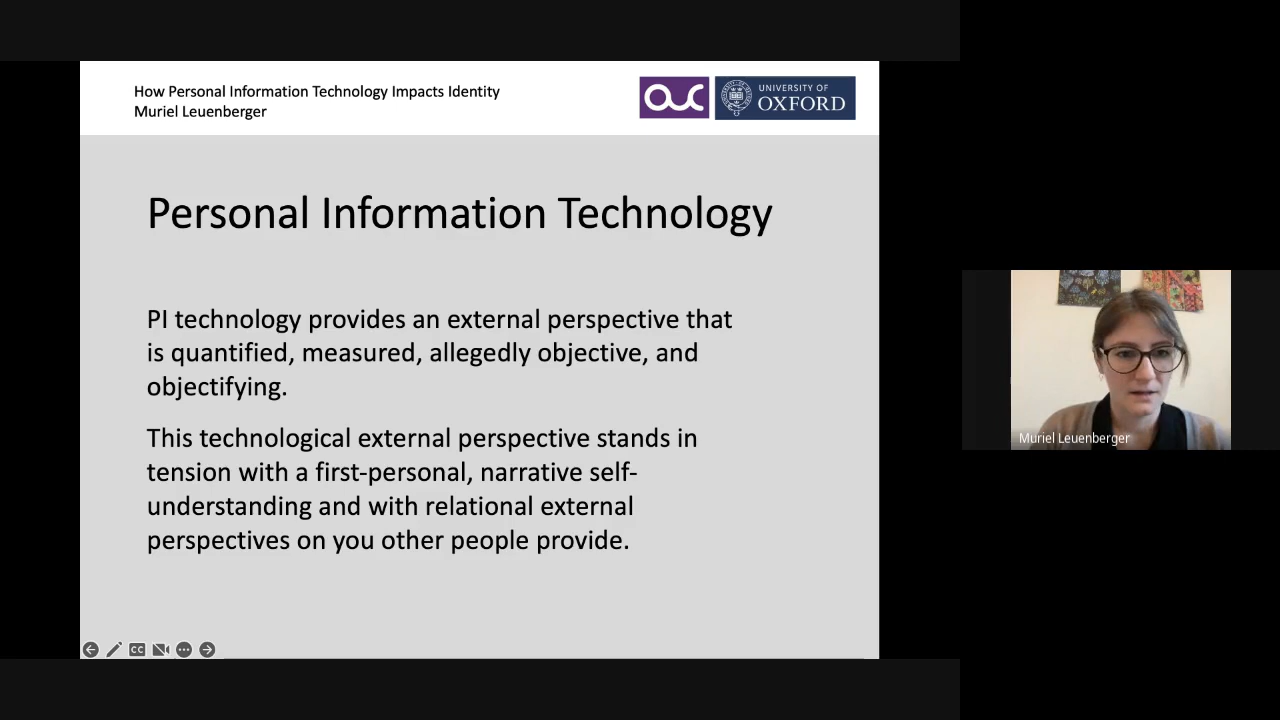 How Personal Information Technology Impacts Identity
Muriel Leuenberger
OUC
UNIVERSITY OF
OXFORD
Personal Information Technology
PI technology provides an external perspective that
is quantified, measured, allegedly objective, and
objectifying.
This technological external perspective stands in
tension with a first-personal, narrative self-
understanding and with relational external
perspectives on you other people provide.
CC
Muriel Leuenberger